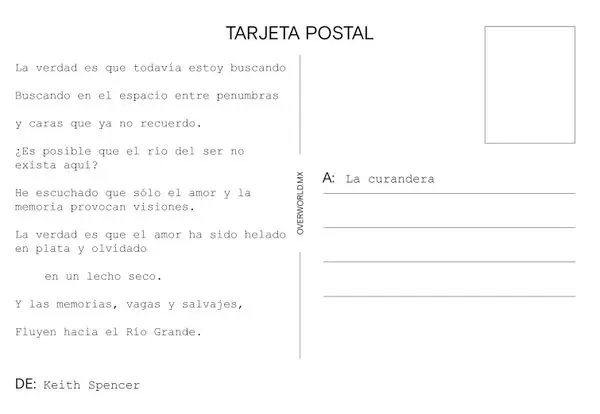 TARJETA POSTAL
La verdad es que todavía estoy buscando
Buscando en el espacio entre penumbras
y caras que ya no recuerdo.
¿Es posible que el río del ser no
exista aquí?
He escuchado que sólo el amor y la
memoria provocan visiones.
La verdad es que el amor ha sido helado
en plata y olvidado
en un lecho seco.
Y las memorias, vagas y salvajes,
Fluyen hacia el Río Grande.
DE: Keith Spencer
OVERWORLD.MX
A: La curandera